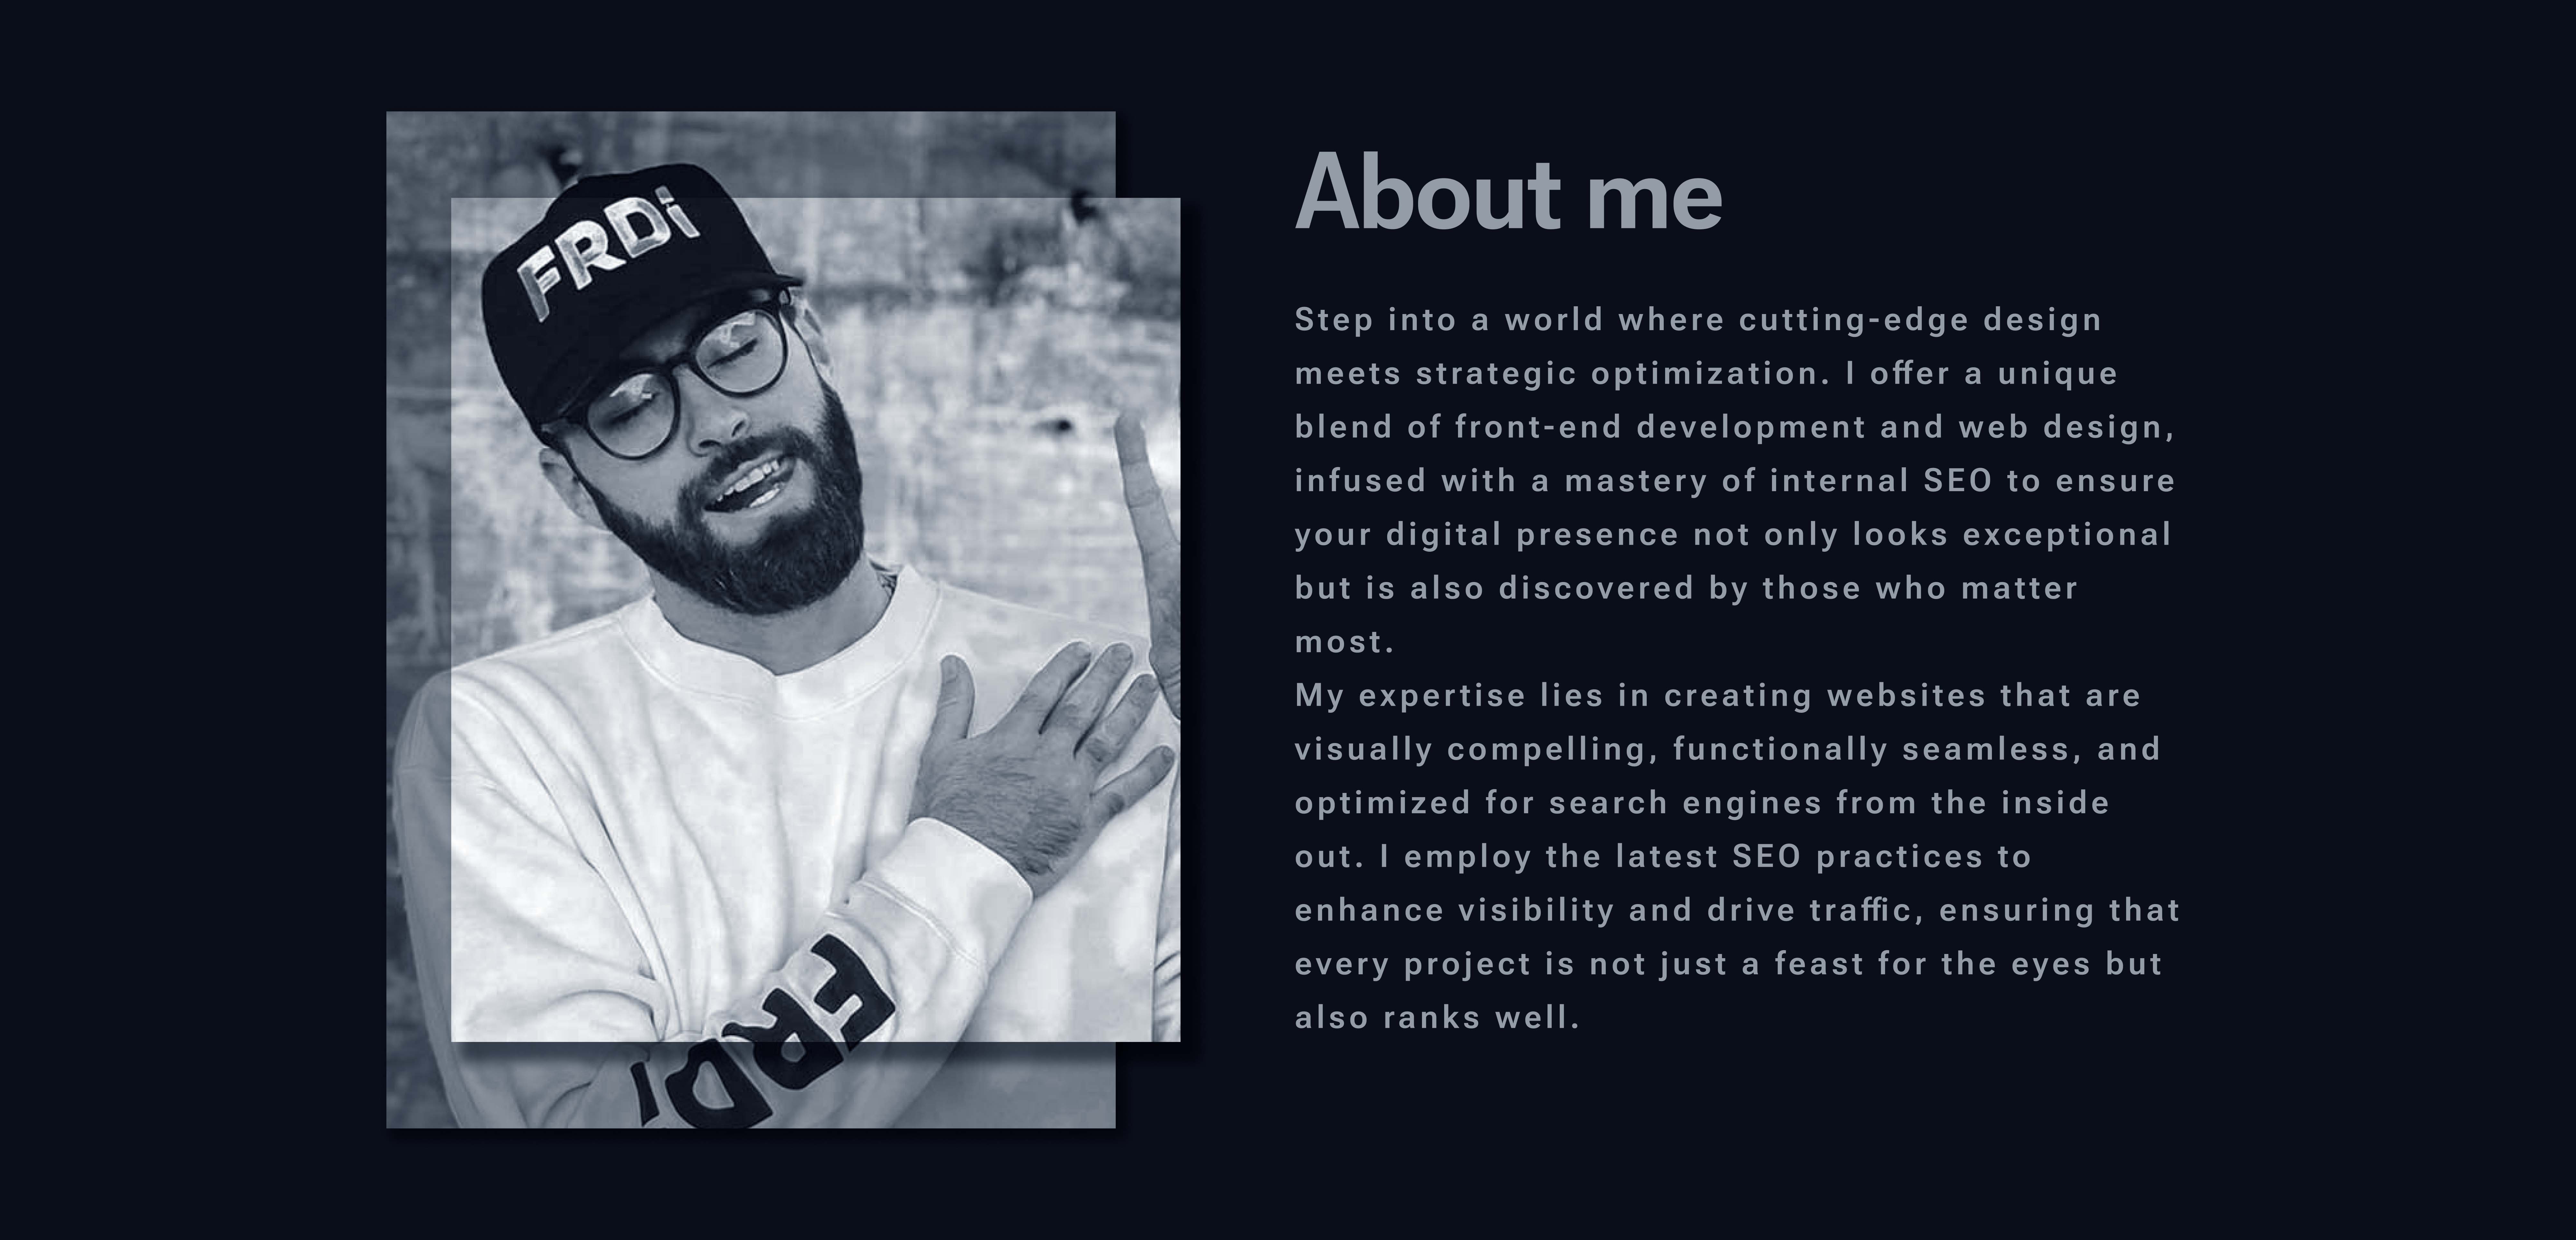 FRDi
FRDi
About me
Step into a world where cutting-edge design
meets strategic optimization. I offer a unique
blend of front-end development and web design,
infused with a mastery of internal SEO to ensure
your digital presence not only looks exceptional
but is also discovered by those who matter
most.
My expertise lies in creating websites that are
visually compelling, functionally seamless, and
optimized for search engines from the inside
out. I employ the latest SEO practices to
enhance visibility and drive traffic, ensuring that
every project is not just a feast for the eyes but
also ranks well.